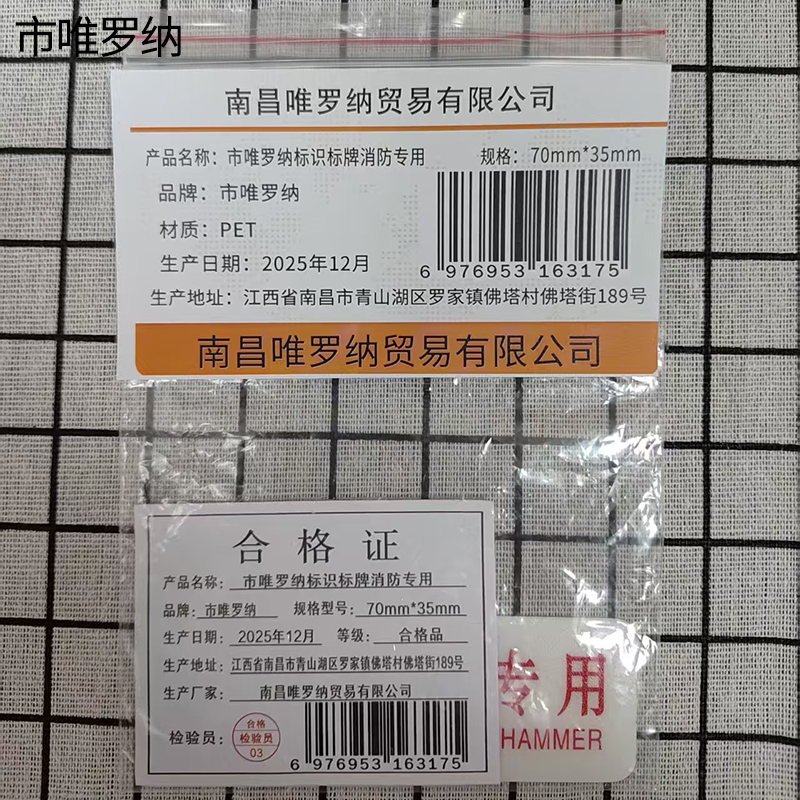 市唯罗纳
南昌唯罗纳贸易有限公司
产品名称：市唯罗纳标识标牌消防专用 规格：70mm*35mm
品牌：市唯罗纳
材质：PET
生产日期：2025年12月
6 976953 163175
生产地址：江西省南昌市青山湖区罗家镇佛塔村佛塔街189号
南昌唯罗纳贸易有限公司
合格证
产品名称：市唯罗纳标识标牌消防专用
品牌：市唯罗纳 规格型号：70mm*35mm
生产日期：2025年12月 等级：合格品
生产地址：江西省南昌市青山湖区罗家镇佛塔村佛塔街189号
生产厂家：南昌唯罗纳贸易有限公司
检验员：
合格
检验员
03
6 976953 163175
专用
HAMMER